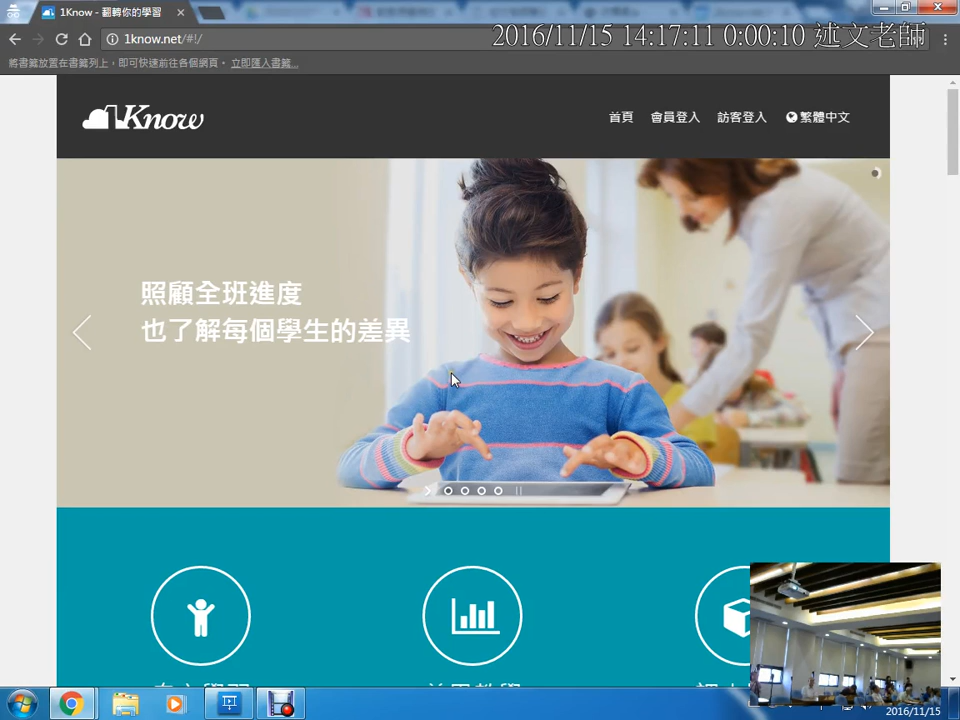 1Know - 翻轉你的學習
1know.net/#!/
2016/11/15 14:17:11 0:00:10 述文老師
將書籤放置在書籤列上，即可快速前往各個網頁。 立即匯入書籤...
1Know
首頁 會員登入 訪客登入 繁體中文
照顧全班進度
也了解每個學生的差異
2016/11/15